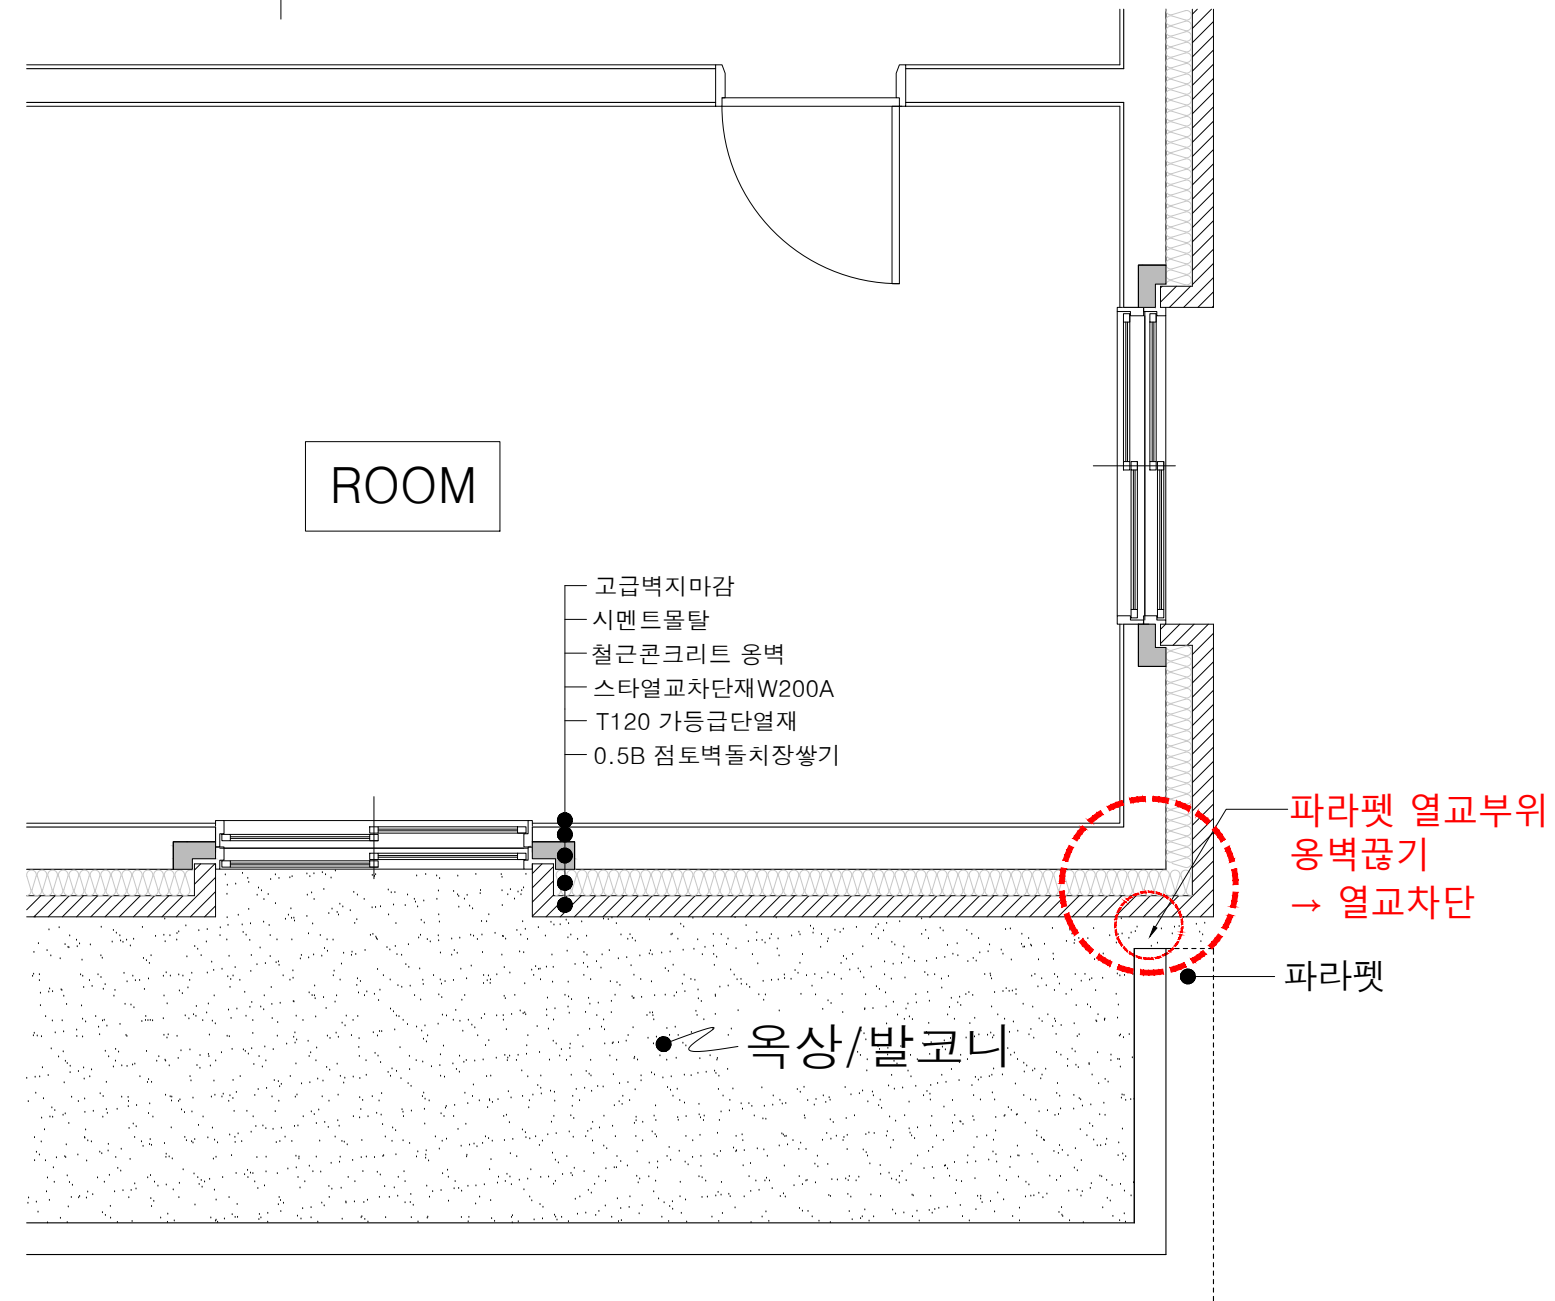 ROOM
고급벽지마감
시멘트몰탈
철근콘크리트 옹벽
스타열교차단재W200A
T120 가등급단열재
0.5B 점토벽돌치장쌓기
파라펫 열교부위
옹벽끊기
→ 열교차단
파라펫
옥상/발코니